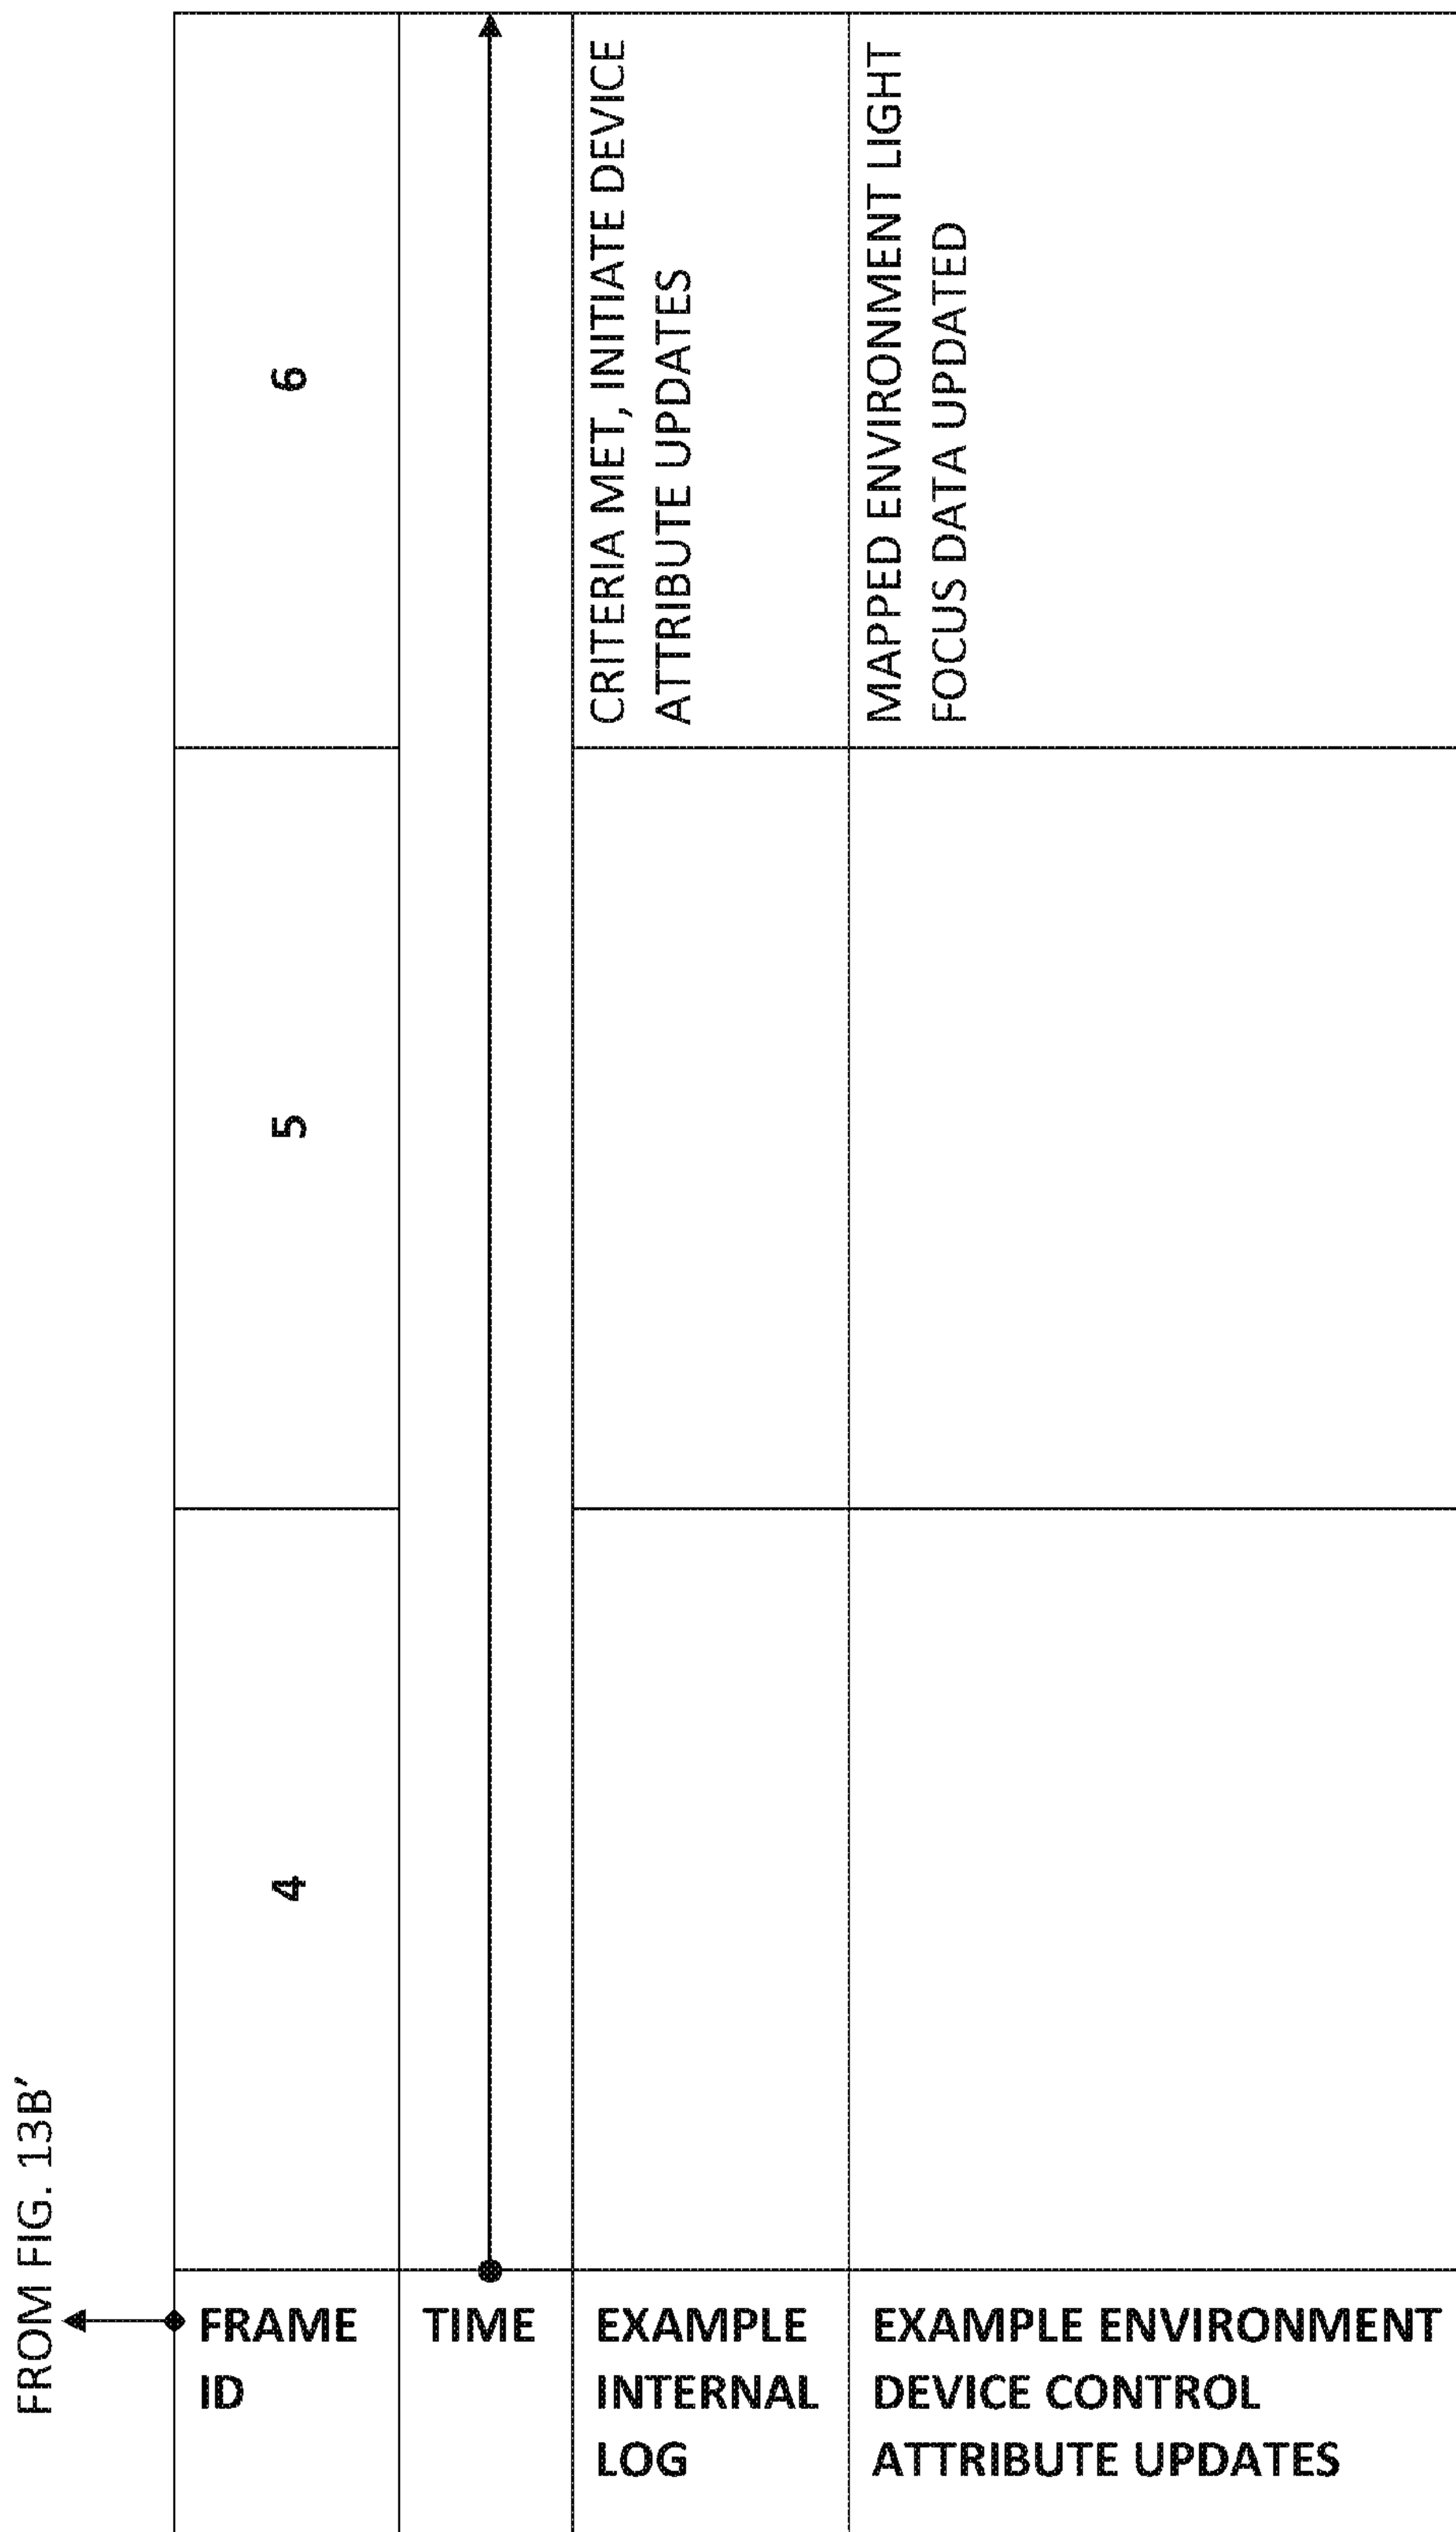 FROM FIG. 13B’
FRAME
ID
4
5
6
TIME
EXAMPLE
INTERNAL
LOG
CRITERIA MET, INITIATE DEVICE
ATTRIBUTE UPDATES
EXAMPLE ENVIRONMENT
DEVICE CONTROL
ATTRIBUTE UPDATES
MAPPED ENVIRONMENT LIGHT
FOCUS DATA UPDATED